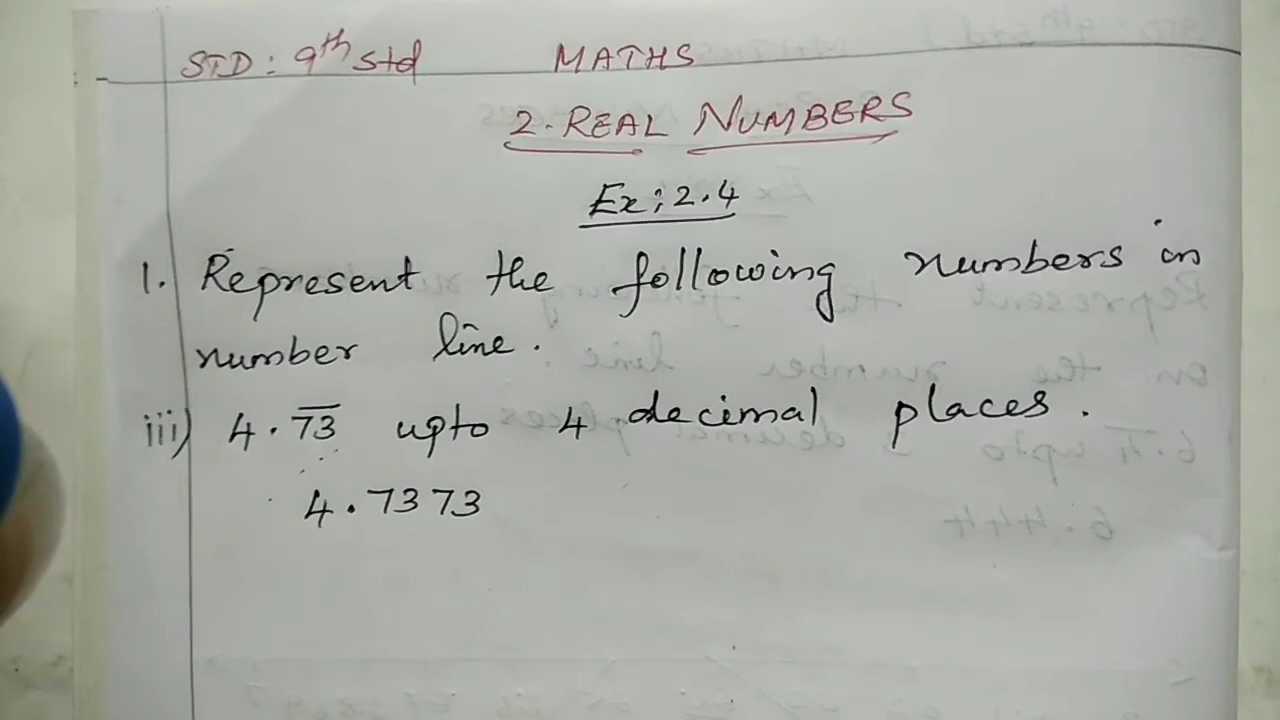 STD: 9th std MATHS
2. REAL NUMBERS
Ex: 2.4
1. Represent the following numbers in
number line.
iii) 4.7̅3̅ upto 4 decimal places.
4.7373